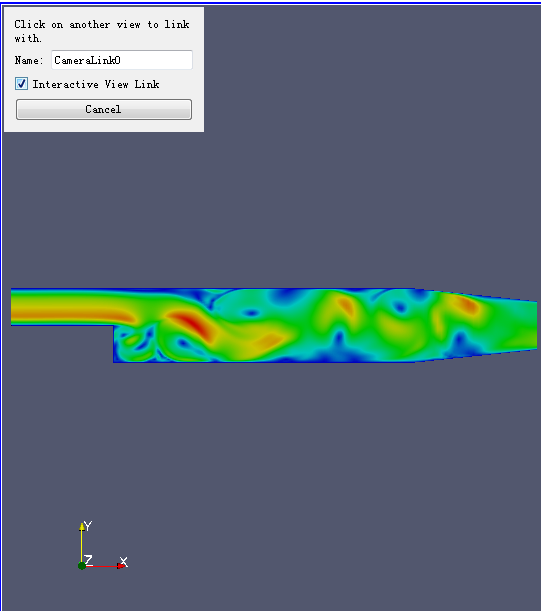 Click on another view to link
with.
Name: CameraLink0
Interactive View Link
Cancel
Y
Z X